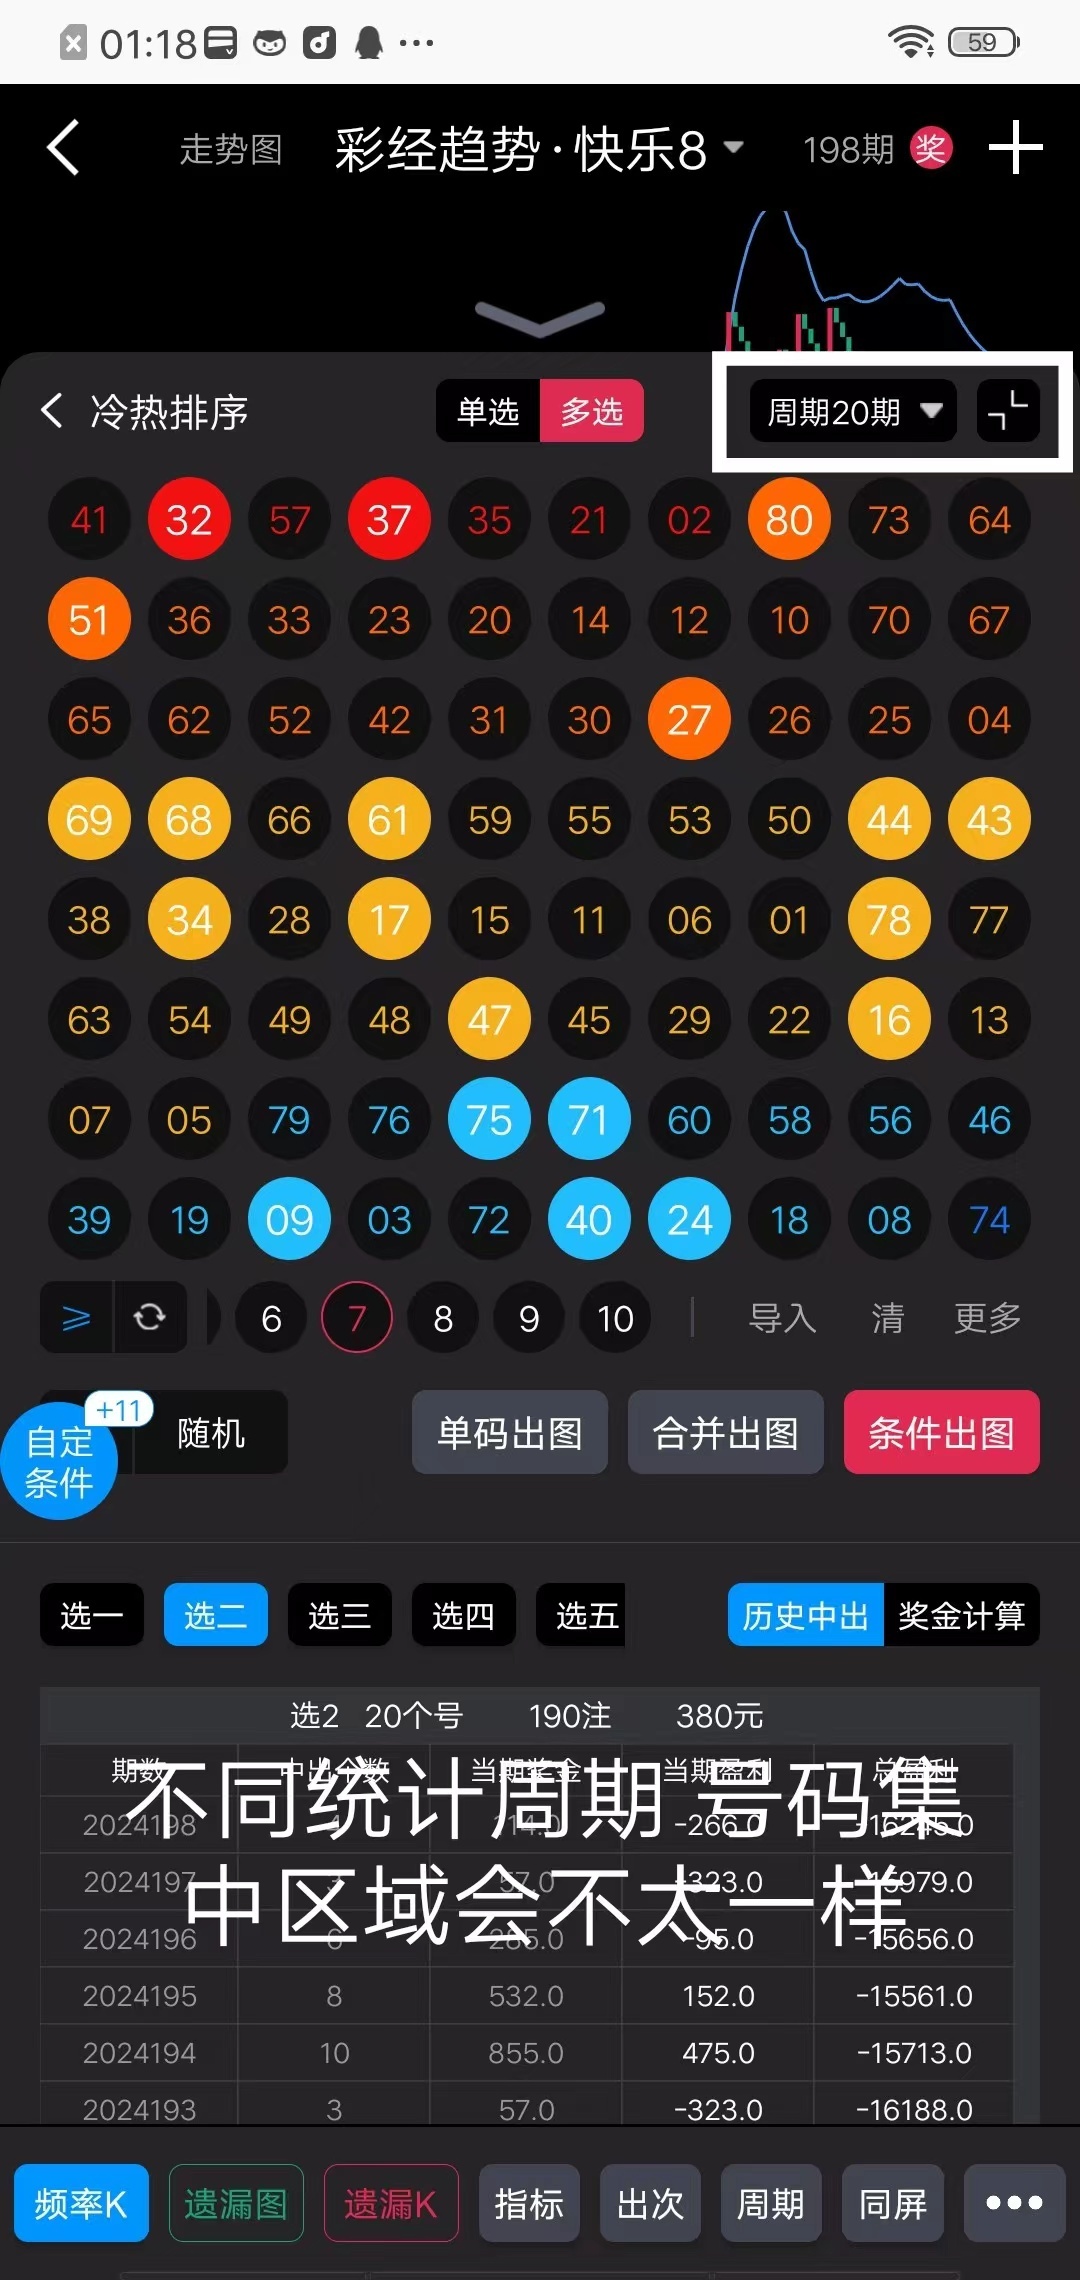 01:18
59
走势图 彩经趋势·快乐8 198期 奖
冷热排序 单选 多选 周期20期
41 32 57 37 35 21 02 80 73 64
51 36 33 23 20 14 12 10 70 67
65 62 52 42 31 30 27 26 25 04
69 68 66 61 59 55 53 50 44 43
38 34 28 17 15 11 06 01 78 77
63 54 49 48 47 45 29 22 16 13
07 05 79 76 75 71 60 58 56 46
39 19 09 03 72 40 24 18 08 74
≥ 6 7 8 9 10 导入 清 更多
+11
自定
条件
随机 单码出图 合并出图 条件出图
选一 选二 选三 选四 选五 历史中出 奖金计算
选2 20个号 190注 380元
期数 中出个数 当期奖金 当期盈利 总盈利
不同统计周期 号码集
2024198 114.0 -266.0
2024197 57.0 -323.0 -15979.0
中区域会不太一样
2024196 6 285.0 -95.0 -15656.0
2024195 8 532.0 152.0 -15561.0
2024194 10 855.0 475.0 -15713.0
2024193 3 57.0 -323.0 -16188.0
频率K 遗漏图 遗漏K 指标 出次 周期 同屏